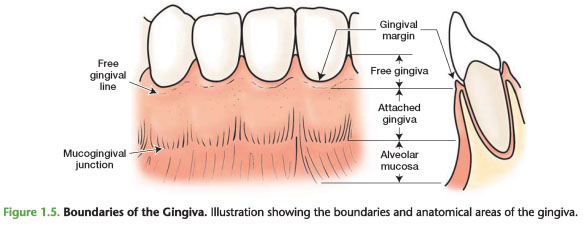 Gingival
margin
Free
gingival
line
Free gingiva
Attached
gingiva
Mucogingival
junction
Alveolar
mucosa
Figure 1.5. Boundaries of the Gingiva. Illustration showing the boundaries and anatomical areas of the gingiva.